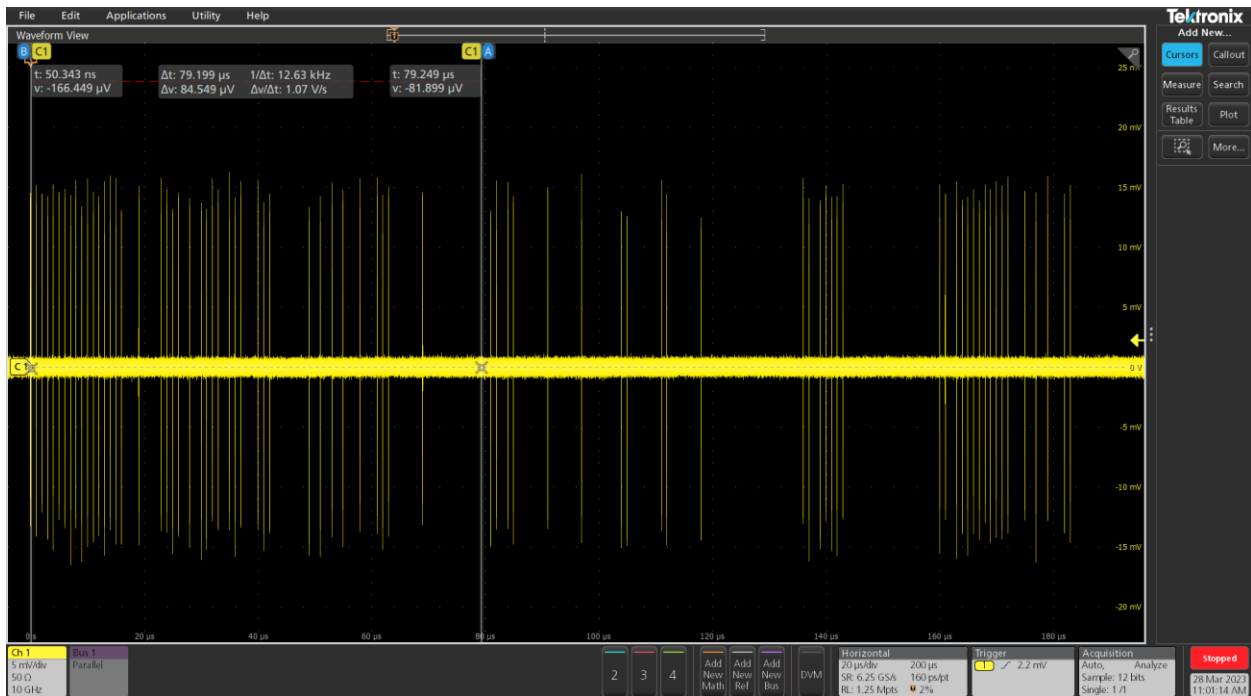 File Edit Applications Utility Help
Tektronix
Waveform View
Add New...
B C1
C1 A
Cursors Callout
t: 50.343 ns
v: -166.449 µV
Δt: 79.199 µs 1/Δt: 12.63 kHz
Δv: 84.549 µV Δv/Δt: 1.07 V/s
t: 79.249 µs
v: -81.899 µV
Measure Search
Results
Table
Plot
More...
20 mV
15 mV
10 mV
5 mV
0 V
-5 mV
-10 mV
-15 mV
-20 mV
0 s 20 µs 40 µs 60 µs 80 µs 100 µs 120 µs 140 µs 160 µs 180 µs
Ch 1
5 mV/div
50 Ω
10 GHz
Bus 1
Parallel
2 3 4
Add
New
Math
Add
New
Ref
Add
New
Bus
DVM
Horizontal
20 µs/div 200 µs
SR: 6.25 GS/s 160 ps/pt
RL: 1.25 Mpts 2%
Trigger
1 2.2 mV
Acquisition
Auto, Analyze
Sample: 12 bits
Single: 1 /1
Stopped
28 Mar 2023